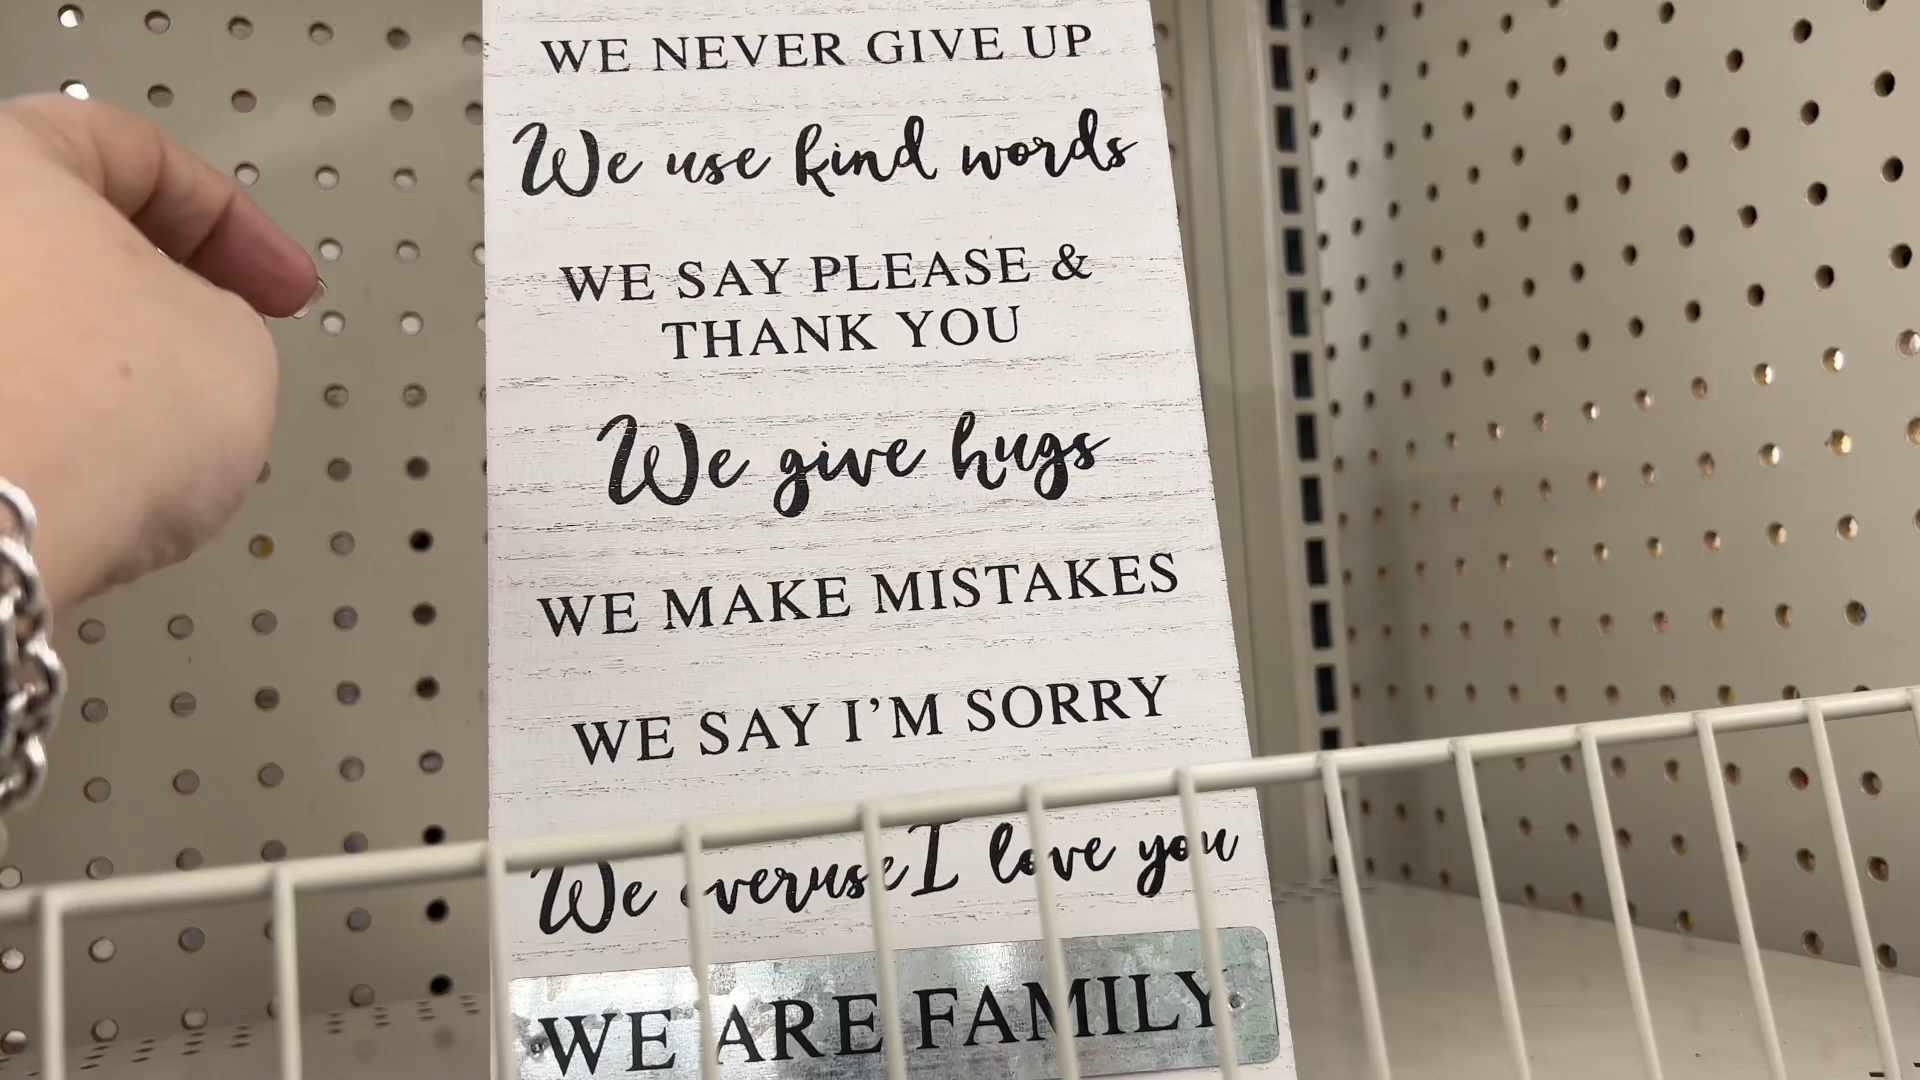 WE NEVER GIVE UP
We use kind words
WE SAY PLEASE &
THANK YOU
We give hugs
WE MAKE MISTAKES
WE SAY I'M SORRY
We overuse I love you
WE ARE FAMILY